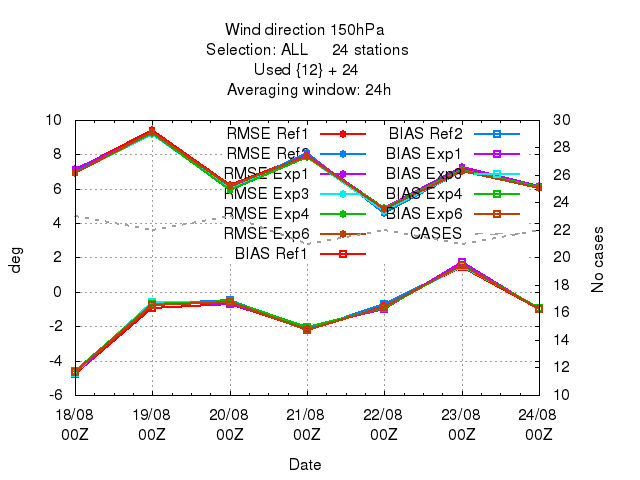 Wind direction 150hPa
Selection: ALL 24 stations
Used {12} + 24
Averaging window: 24h
deg
10
8
6
4
2
0
-2
-4
-6
RMSE Ref1
RMSE Ref2
RMSE Exp1
RMSE Exp3
RMSE Exp4
RMSE Exp6
BIAS Ref1
BIAS Ref2
BIAS Exp1
BIAS Exp3
BIAS Exp4
BIAS Exp6
CASES
30
28
26
24
22
20
18
16
14
12
10
No cases
18/08 19/08 20/08 21/08 22/08 23/08 24/08
00Z 00Z 00Z 00Z 00Z 00Z 00Z
Date